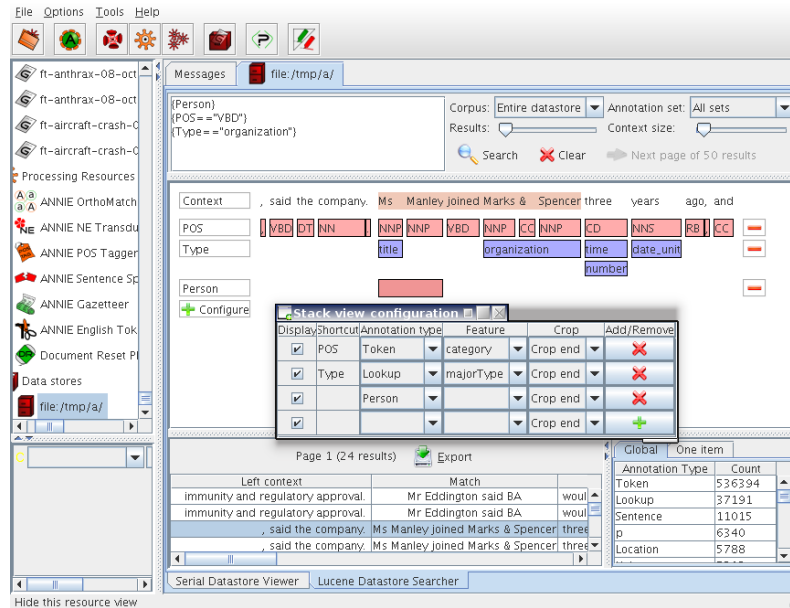 File Options Tools Help
ft-anthrax-08-oct
ft-anthrax-08-oct
ft-aircraft-crash-0
ft-aircraft-crash-0
Processing Resources
ANNIE OrthoMatch
ANNIE NE Transdu
ANNIE POS Tagger
ANNIE Sentence Sp
ANNIE Gazetteer
ANNIE English Tok
Document Reset P
Data stores
file:/tmp/a/
Messages file:/tmp/a/
{Person}
{POS=="VBD"}
{Type=="organization"}
Corpus: Entire datastore Annotation set: All sets
Results: Context size:
Search Clear Next page of 50 results
Context , said the company. Ms Manley joined Marks & Spencer three years ago, and
POS , VBD DT NN . NNP NNP VBD NNP CC NNP CD NNS RB , CC
Type title organization time date_unit
number
Person
Configure
Stack view configuration
Display Shortcut Annotation type Feature Crop Add/Remove
POS Token category Crop end
Type Lookup majorType Crop end
Person Crop end
Crop end
Page 1 (24 results) Export
Left context Match
immunity and regulatory approval. Mr Eddington said BA woul
immunity and regulatory approval. Mr Eddington said BA woul
, said the company. Ms Manley joined Marks & Spencer three
, said the company. Ms Manley joined Marks & Spencer three
Global One item
Annotation Type Count
Token 536394
Lookup 37191
Sentence 11015
p 6340
Location 5788
Serial Datastore Viewer Lucene Datastore Searcher
Hide this resource view